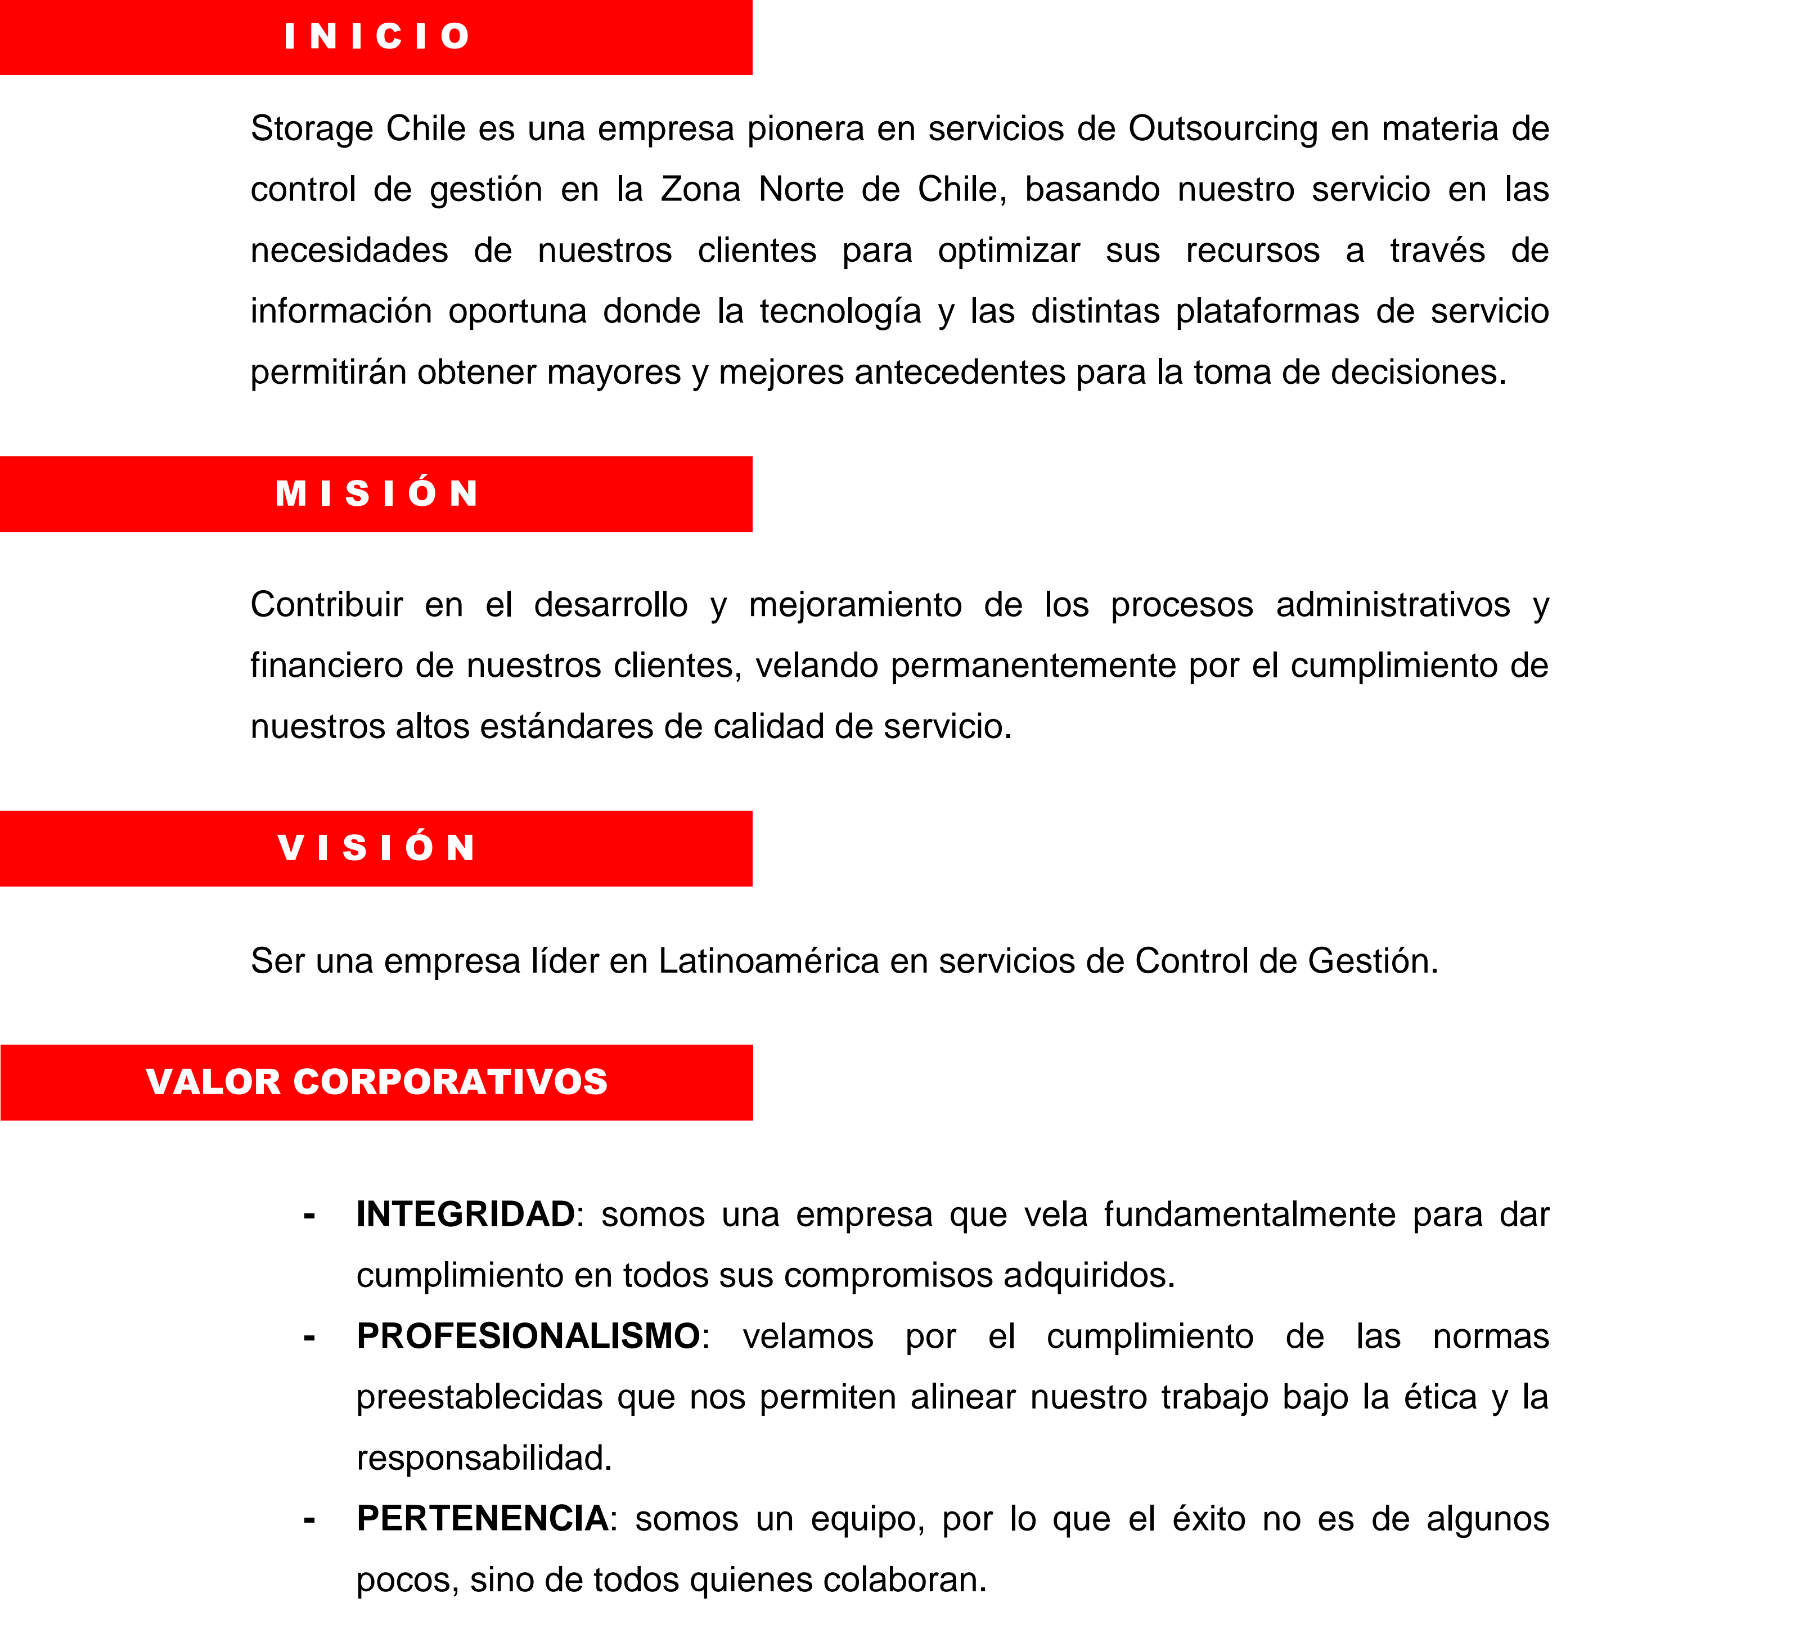 INICIO
Storage Chile es una empresa pionera en servicios de Outsourcing en materia de
control de gestión en la Zona Norte de Chile, basando nuestro servicio en las
necesidades de nuestros clientes para optimizar sus recursos a través de
información oportuna donde la tecnología y las distintas plataformas de servicio
permitirán obtener mayores y mejores antecedentes para la toma de decisiones.
MISIÓN
Contribuir en el desarrollo y mejoramiento de los procesos administrativos y
financiero de nuestros clientes, velando permanentemente por el cumplimiento de
nuestros altos estándares de calidad de servicio.
VISIÓN
Ser una empresa líder en Latinoamérica en servicios de Control de Gestión.
VALOR CORPORATIVOS
- INTEGRIDAD: somos una empresa que vela fundamentalmente para dar
cumplimiento en todos sus compromisos adquiridos.
- PROFESIONALISMO: velamos por el cumplimiento de las normas
preestablecidas que nos permiten alinear nuestro trabajo bajo la ética y la
responsabilidad.
- PERTENENCIA: somos un equipo, por lo que el éxito no es de algunos
pocos, sino de todos quienes colaboran.